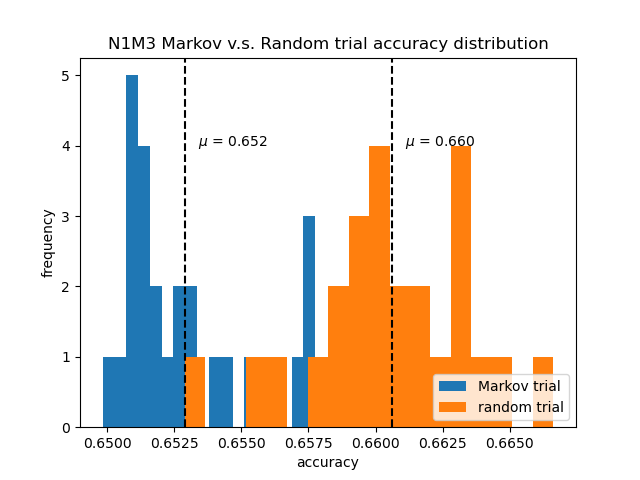 N1M3 Markov v.s. Random trial accuracy distribution
5
4
3
2
1
0
frequency
μ = 0.652
μ = 0.660
Markov trial
random trial
0.6500 0.6525 0.6550 0.6575 0.6600 0.6625 0.6650
accuracy